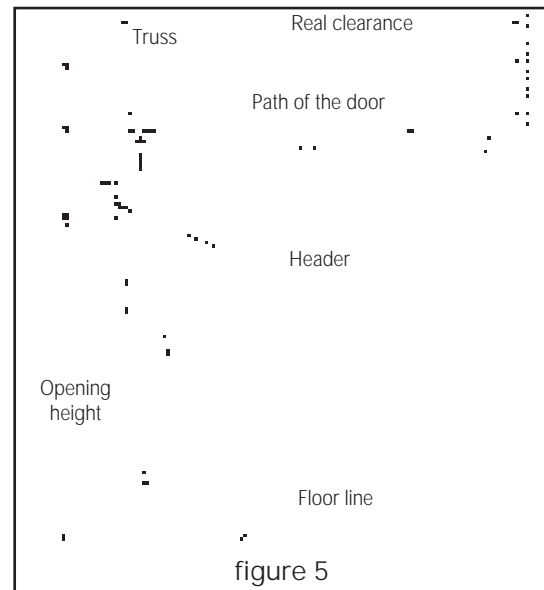 Real clearance
Truss
Path of the door
Header
Opening
height
Floor line
figure 5